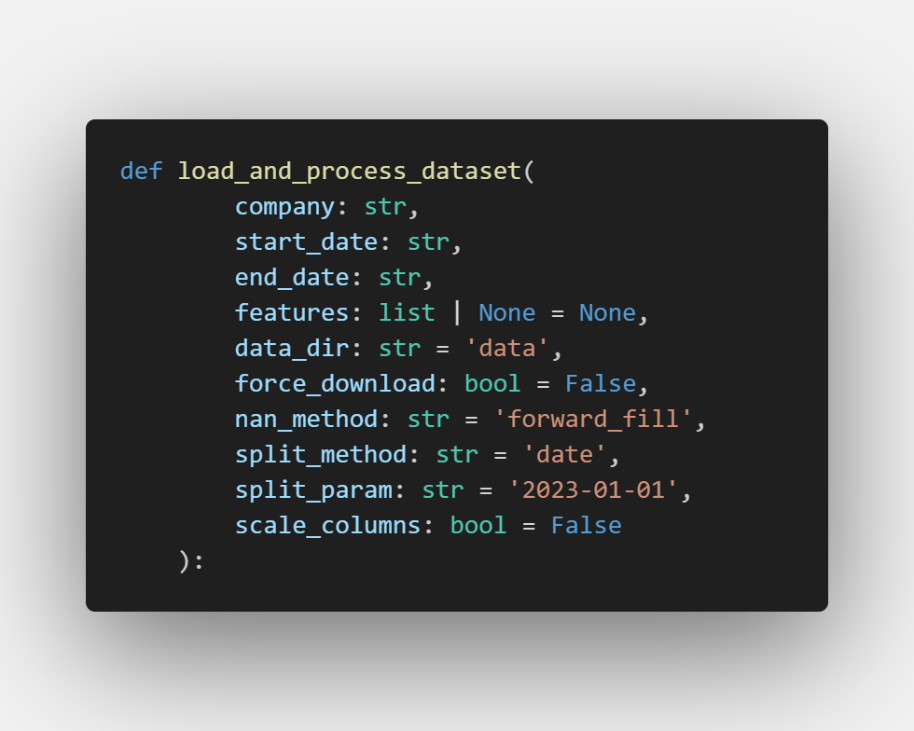 def load_and_process_dataset(
        company: str,
        start_date: str,
        end_date: str,
        features: list | None = None,
        data_dir: str = 'data',
        force_download: bool = False,
        nan_method: str = 'forward_fill',
        split_method: str = 'date',
        split_param: str = '2023-01-01',
        scale_columns: bool = False
    ):